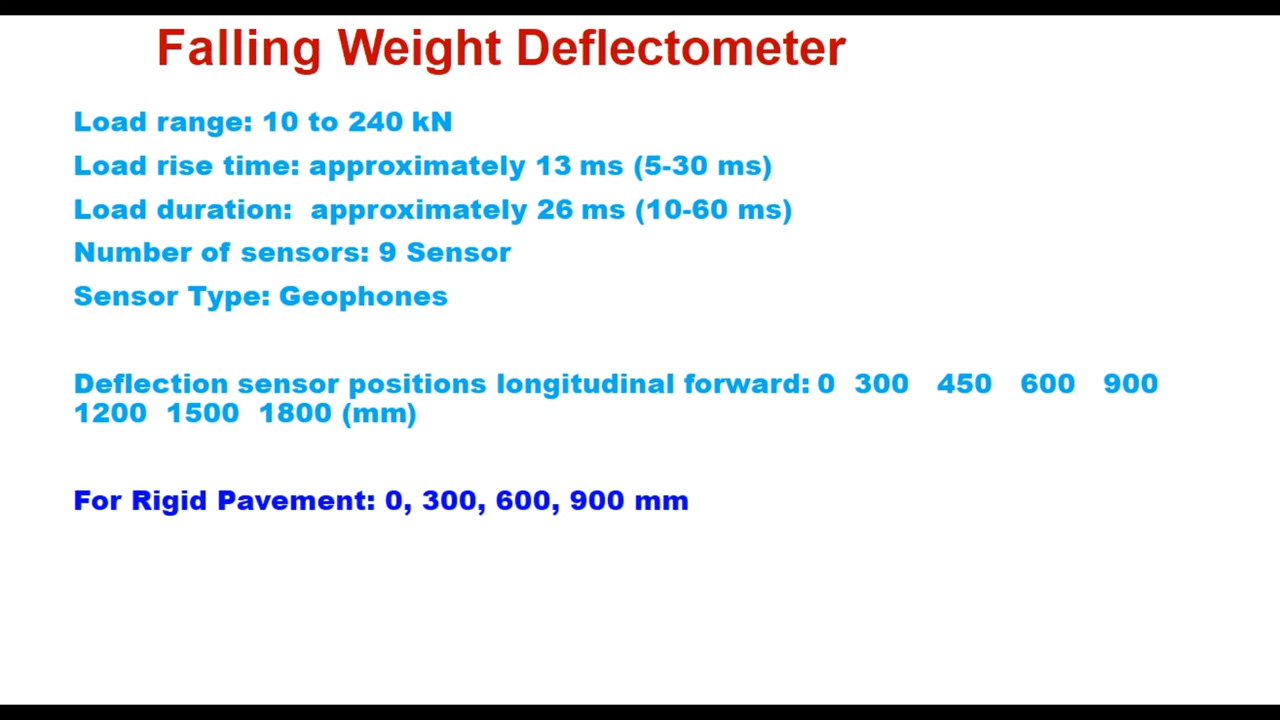 Falling Weight Deflectometer
Load range: 10 to 240 kN
Load rise time: approximately 13 ms (5-30 ms)
Load duration:  approximately 26 ms (10-60 ms)
Number of sensors: 9 Sensor
Sensor Type: Geophones
Deflection sensor positions longitudinal forward: 0  300   450   600   900
1200  1500  1800 (mm)
For Rigid Pavement: 0, 300, 600, 900 mm